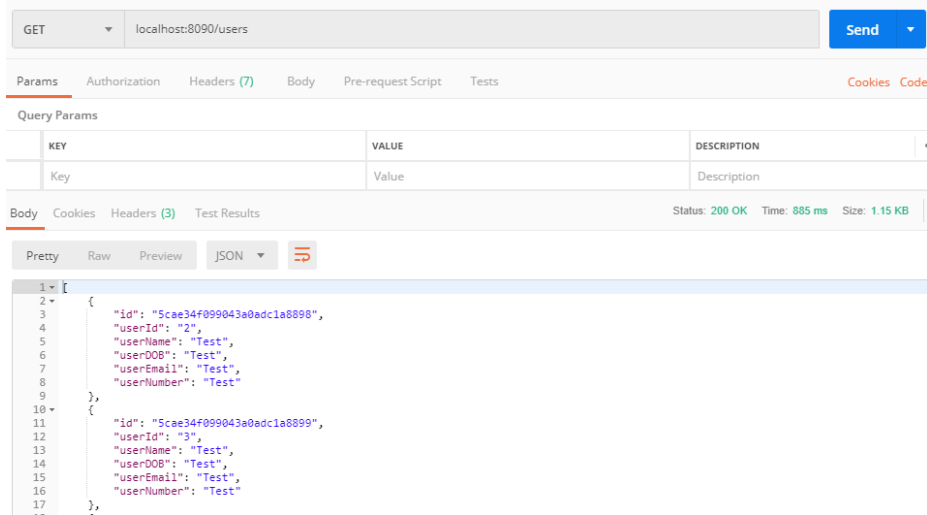 GET localhost:8090/users Send
Params Authorization Headers (7) Body Pre-request Script Tests Cookies Code
Query Params
KEY VALUE DESCRIPTION
Key Value Description
Body Cookies Headers (3) Test Results Status: 200 OK Time: 885 ms Size: 1.15 KB
Pretty Raw Preview JSON
1 [
2 {
3 "id": "5cae34f099043a0adc1a8898",
4 "userId": "2",
5 "userName": "Test",
6 "userDOB": "Test",
7 "userEmail": "Test",
8 "userNumber": "Test"
9 },
10 {
11 "id": "5cae34f099043a0adc1a8899",
12 "userId": "3",
13 "userName": "Test",
14 "userDOB": "Test",
15 "userEmail": "Test",
16 "userNumber": "Test"
17 },